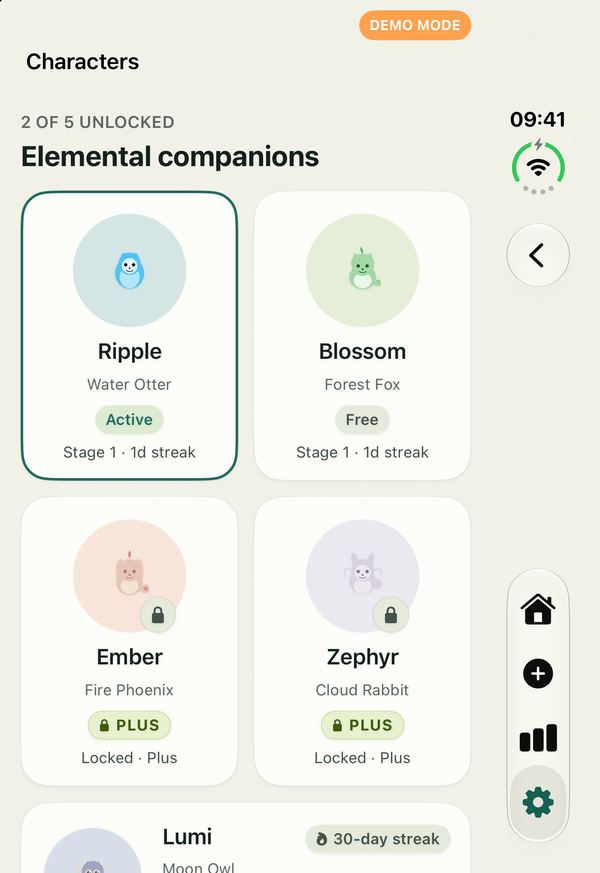 DEMO MODE
Characters
09:41
2 OF 5 UNLOCKED
Elemental companions
Ripple
Water Otter
Active
Stage 1 · 1d streak
Blossom
Forest Fox
Free
Stage 1 · 1d streak
Ember
Fire Phoenix
PLUS
Locked · Plus
Zephyr
Cloud Rabbit
PLUS
Locked · Plus
Lumi
30-day streak
Moon Owl